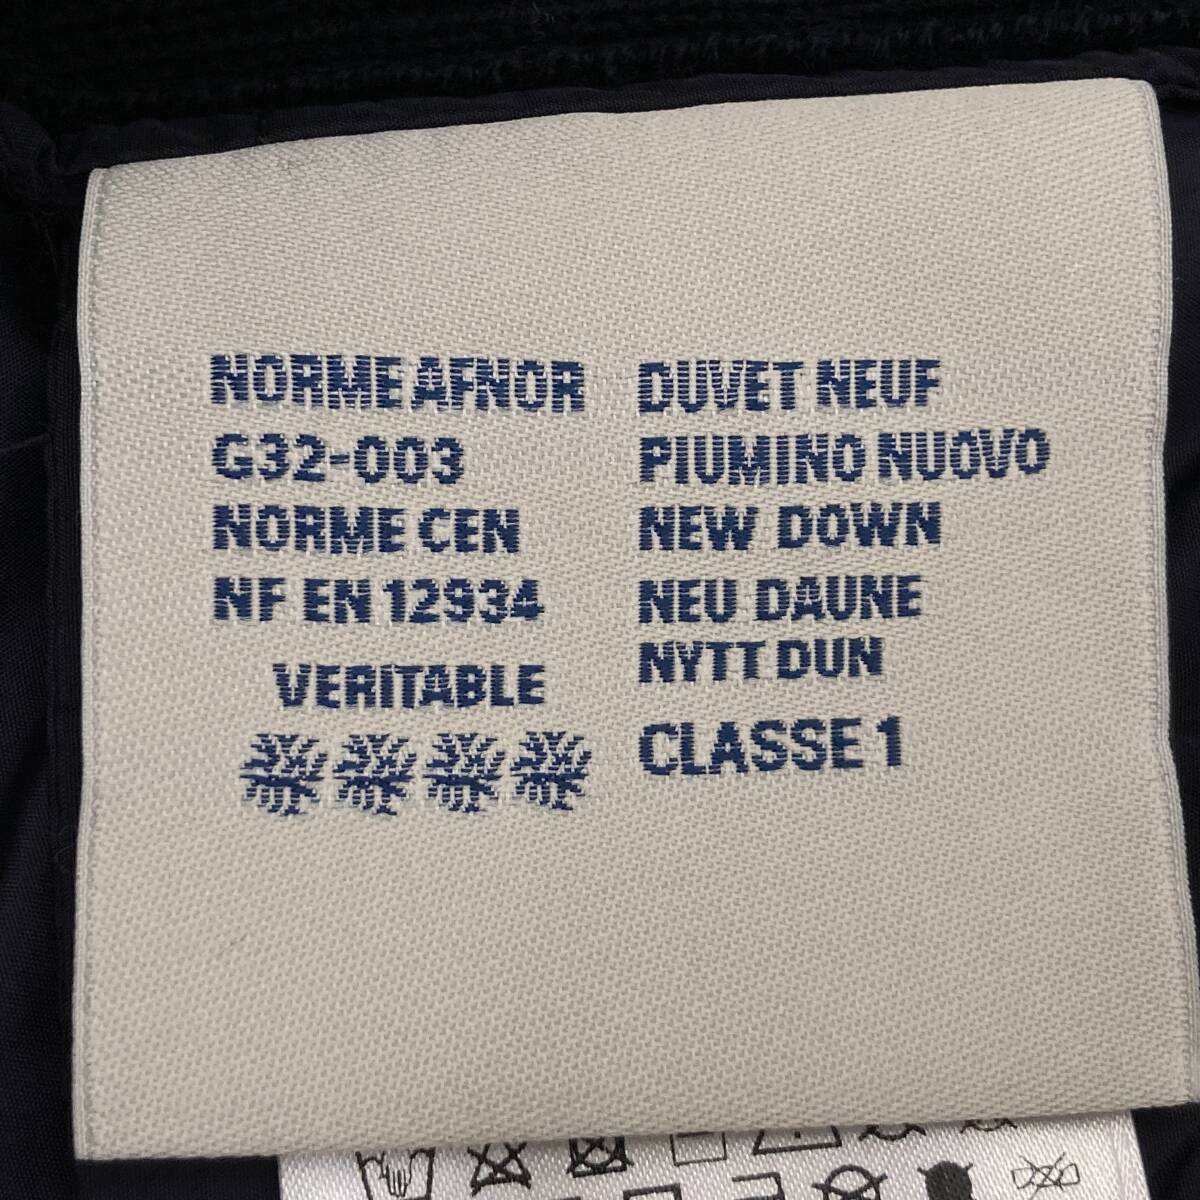 NORME AFNOR
G32-003
NORME CEN
NF EN 12934
VERITABLE
DUVET NEUF
PIUMINO NUOVO
NEW DOWN
NEU DAUNE
NYTT DUN
CLASSE 1